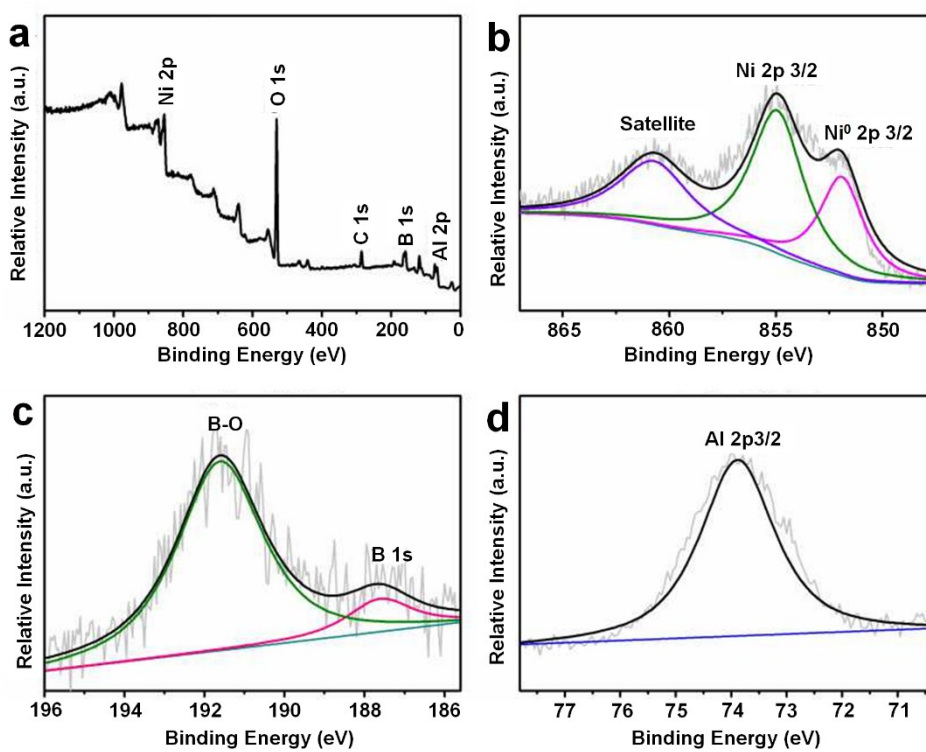 a
Relative Intensity (a.u.)
Ni 2p
O 1s
C 1s
B 1s
Al 2p
1200 1000 800 600 400 200 0
Binding Energy (eV)
b
Relative Intensity (a.u.)
Satellite
Ni 2p 3/2
Ni⁰ 2p 3/2
865 860 855 850
Binding Energy (eV)
c
Relative Intensity (a.u.)
B-O
B 1s
196 194 192 190 188 186
Binding Energy (eV)
d
Relative Intensity (a.u.)
Al 2p3/2
77 76 75 74 73 72 71
Binding Energy (eV)